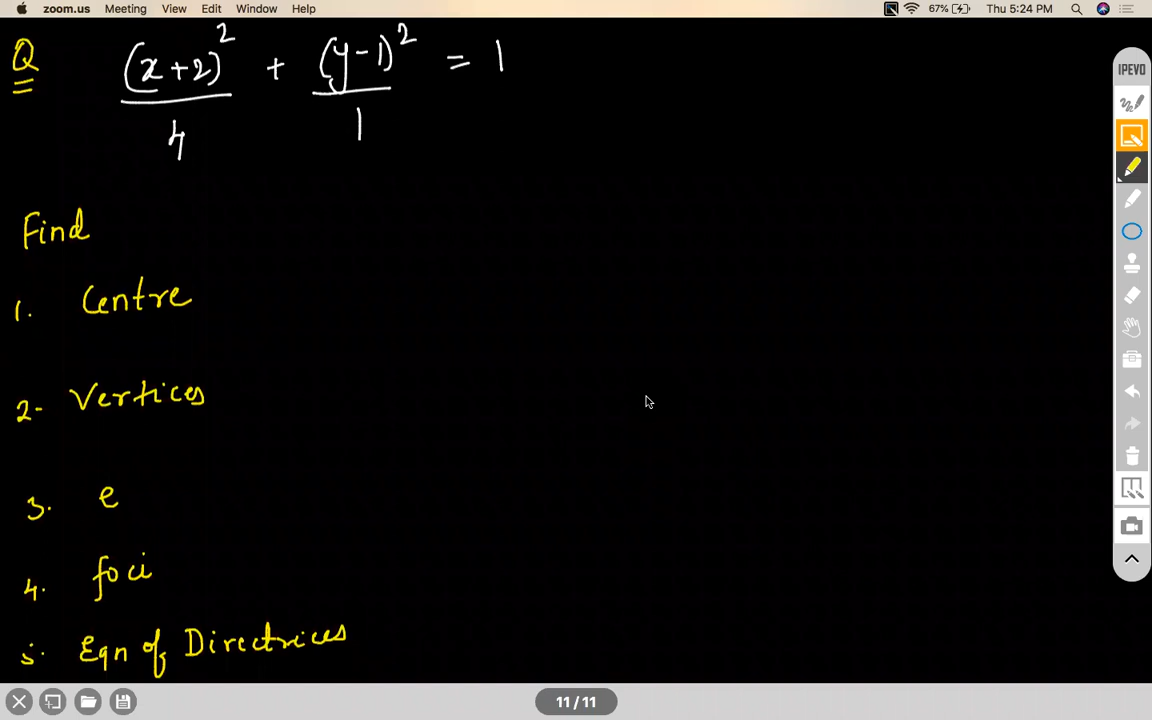 zoom.us Meeting View Edit Window Help 67% Thu 5:24 PM
Q (x+2)² / 4 + (y-1)² / 1 = 1
IPEVO
Find
1. Centre
2- Vertices
3. e
4. foci
5. Eqn of Directrices
11/11